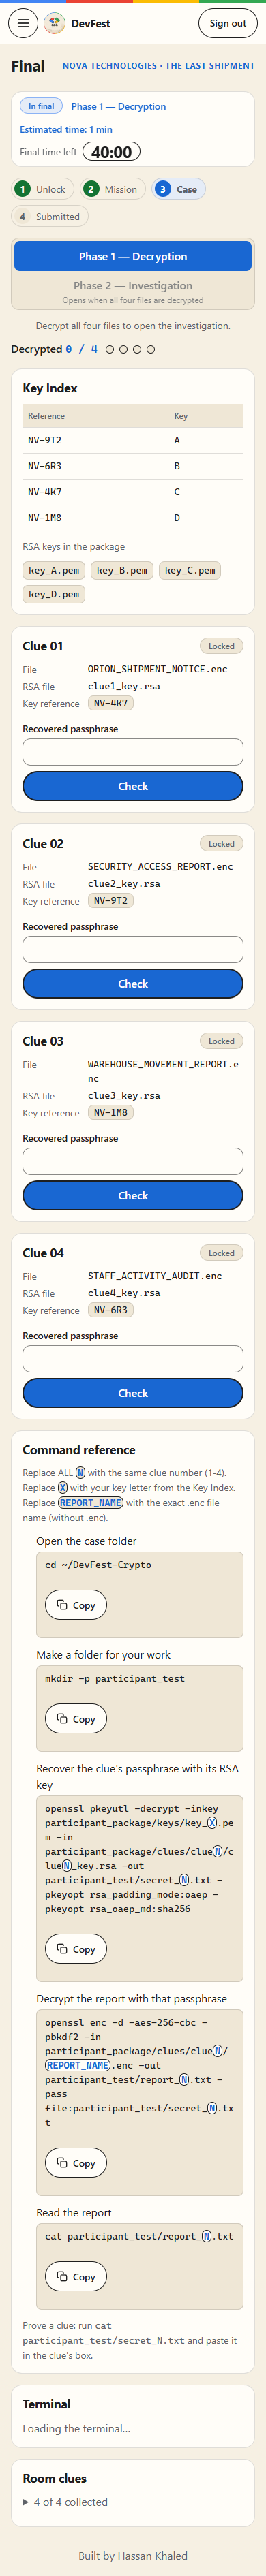 DevFest
Sign out
Final
NOVA TECHNOLOGIES · THE LAST SHIPMENT
In final
Phase 1 — Decryption
Estimated time: 1 min
Final time left
40:00
1 Unlock
2 Mission
3 Case
4 Submitted
Phase 1 — Decryption
Phase 2 — Investigation
Opens when all four files are decrypted
Decrypt all four files to open the investigation.
Decrypted 0 / 4
Key Index
Reference Key
NV-9T2 A
NV-6R3 B
NV-4K7 C
NV-1M8 D
RSA keys in the package
key_A.pem key_B.pem key_C.pem
key_D.pem
Clue 01 Locked
File ORION_SHIPMENT_NOTICE.enc
RSA file clue1_key.rsa
Key reference NV-4K7
Recovered passphrase
Check
Clue 02 Locked
File SECURITY_ACCESS_REPORT.enc
RSA file clue2_key.rsa
Key reference NV-9T2
Recovered passphrase
Check
Clue 03 Locked
File WAREHOUSE_MOVEMENT_REPORT.e
nc
RSA file clue3_key.rsa
Key reference NV-1M8
Recovered passphrase
Check
Clue 04 Locked
File STAFF_ACTIVITY_AUDIT.enc
RSA file clue4_key.rsa
Key reference NV-6R3
Recovered passphrase
Check
Command reference
Replace ALL N with the same clue number (1-4).
Replace X with your key letter from the Key Index.
Replace REPORT_NAME with the exact .enc file
name (without .enc).
Open the case folder
cd ~/DevFest-Crypto
Copy
Make a folder for your work
mkdir -p participant_test
Copy
Recover the clue's passphrase with its RSA
key
openssl pkeyutl -decrypt -inkey
participant_package/keys/key_X.pe
m -in
participant_package/clues/clueN/c
lueN_key.rsa -out
participant_test/secret_N.txt -
pkeyopt rsa_padding_mode:oaep -
pkeyopt rsa_oaep_md:sha256
Copy
Decrypt the report with that passphrase
openssl enc -d -aes-256-cbc -
pbkdf2 -in
participant_package/clues/clueN/
REPORT_NAME.enc -out
participant_test/report_N.txt -
pass
file:participant_test/secret_N.tx
t
Copy
Read the report
cat participant_test/report_N.txt
Copy
Prove a clue: run cat
participant_test/secret_N.txt and paste it
in the clue's box.
Terminal
Loading the terminal...
Room clues
4 of 4 collected
Built by Hassan Khaled